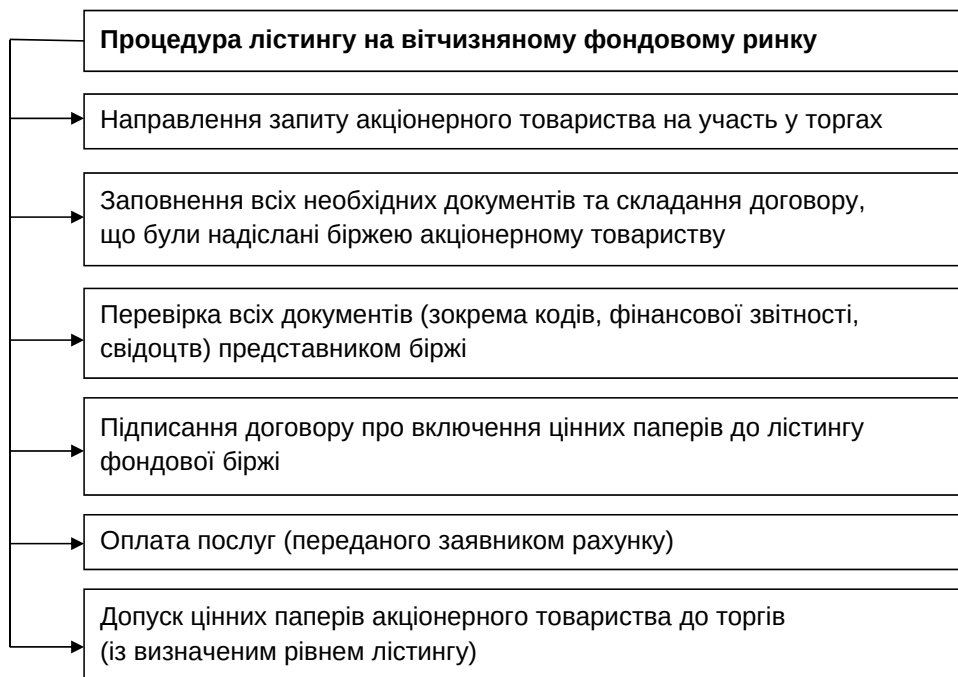 Процедура лістингу на вітчизняному фондовому ринку
Направлення запиту акціонерного товариства на участь у торгах
Заповнення всіх необхідних документів та складання договору,
що були надіслані біржею акціонерному товариству
Перевірка всіх документів (зокрема кодів, фінансової звітності,
свідоцтв) представником біржі
Підписання договору про включення цінних паперів до лістингу
фондової біржі
Оплата послуг (переданого заявником рахунку)
Допуск цінних паперів акціонерного товариства до торгів
(із визначеним рівнем лістингу)